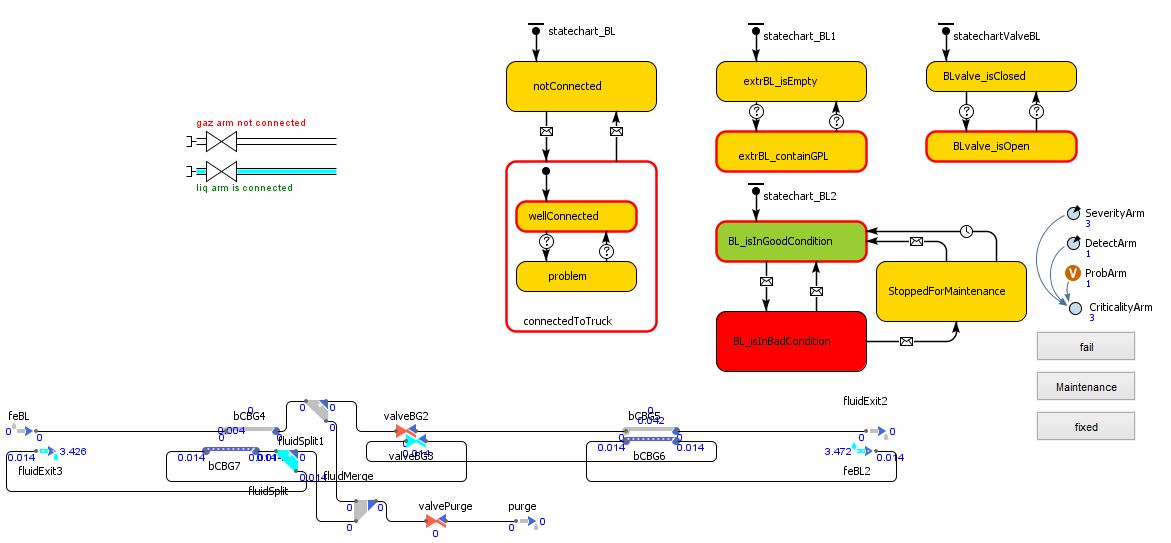 statechart_BL
statechart_BL1
statechartValveBL
notConnected
extrBL_isEmpty
BLvalve_isClosed
gaz arm not connected
liq arm is connected
extrBL_containGPL
BLvalve_isOpen
statechart_BL2
wellConnected
BL_isInGoodCondition
problem
StoppedForMaintenance
connectedToTruck
BL_isInBadCondition
SeverityArm
3
DetectArm
1
ProbArm
1
CriticalityArm
3
fail
Maintenance
fixed
feBL
0
0
bCBG4
0
0
0.004
0
0
0
0
valveBG2
bCBG5
0
0.042
0
0
fluidExit2
0
0
0.014
3.426
fluidExit3
0.014
bCBG7
fluidSplit1
0.014
fluidSplit
fluidMerge
valveBG3
0.014
0.014
bCBG6
3.472
0.014
feBL2
0
0
0
valvePurge
0
purge
0
0